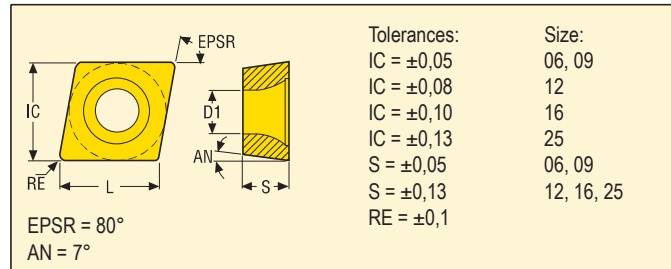 EPSR
IC
D1
AN
RE
L
S
EPSR = 80°
AN = 7°
Tolerances: Size:
IC = ±0,05 06, 09
IC = ±0,08 12
IC = ±0,10 16
IC = ±0,13 25
S = ±0,05 06, 09
S = ±0,13 12, 16, 25
RE = ±0,1